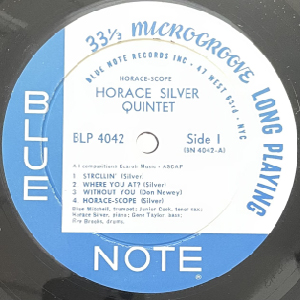 33⅓ MICROGROOVE LONG PLAYING
BLUE NOTE RECORDS INC • 47 WEST 63rd • NYC
HORACE-SCOPE
HORACE SILVER
QUINTET
BLP 4042
Side 1
(BN 4042-A)
All compositions Ecaroh Music - ASCAP
1 STROLLIN' (Silver)
2 WHERE YOU AT? (Silver)
3 WITHOUT YOU (Don Newey)
4 HORACE-SCOPE (Silver)
Blue Mitchell, trumpet; Junior Cook, tenor sax;
Horace Silver, piano; Gene Taylor bass;
Roy Brooks, drums.
BLUE
NOTE